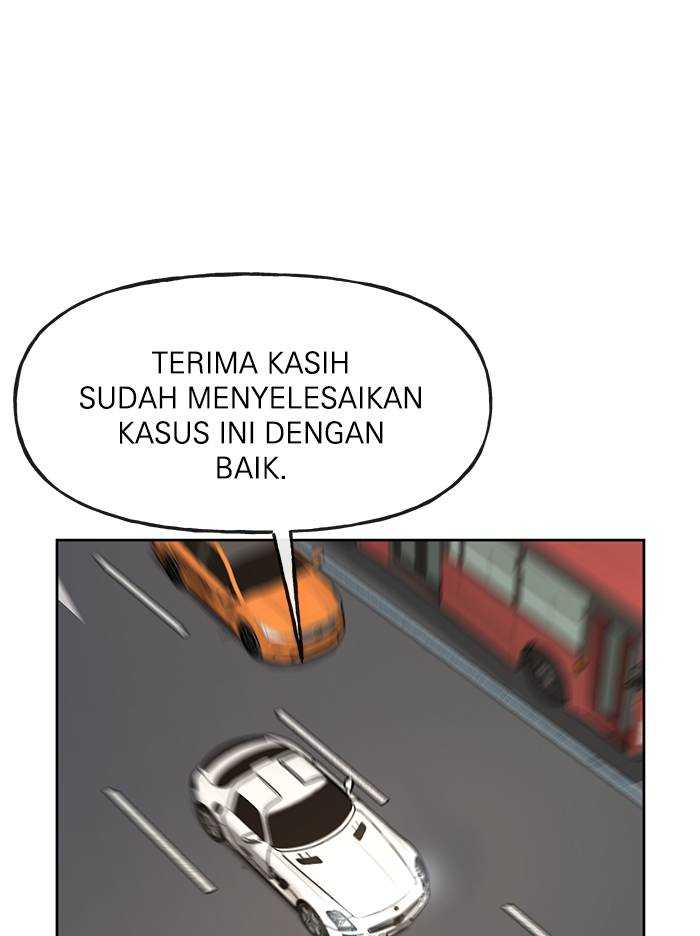 TERIMA KASIH
SUDAH MENYELESAIKAN
KASUS INI DENGAN
BAIK.